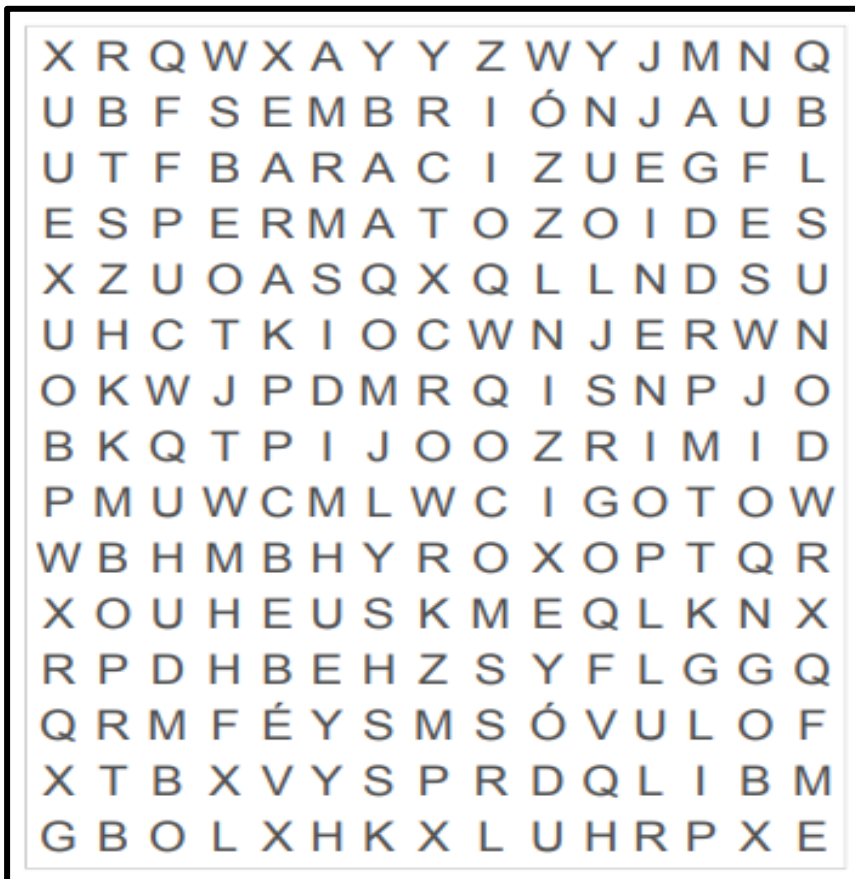 X R Q W X A Y Y Z W Y J M N Q
U B F S E M B R I Ó N J A U B
U T F B A R A C I Z U E G F L
E S P E R M A T O Z O I D E S
X Z U O A S Q X Q L L N D S U
U H C T K I O C W N J E R W N
O K W J P D M R Q I S N P J O
B K Q T P I J O O Z R I M I D
P M U W C M L W C I G O T O W
W B H M B H Y R O X O P T Q R
X O U H E U S K M E Q L K N X
R P D H B E H Z S Y F L G G Q
Q R M F É Y S M S Ó V U L O F
X T B X V Y S P R D Q L I B M
G B O L X H K X L U H R P X E